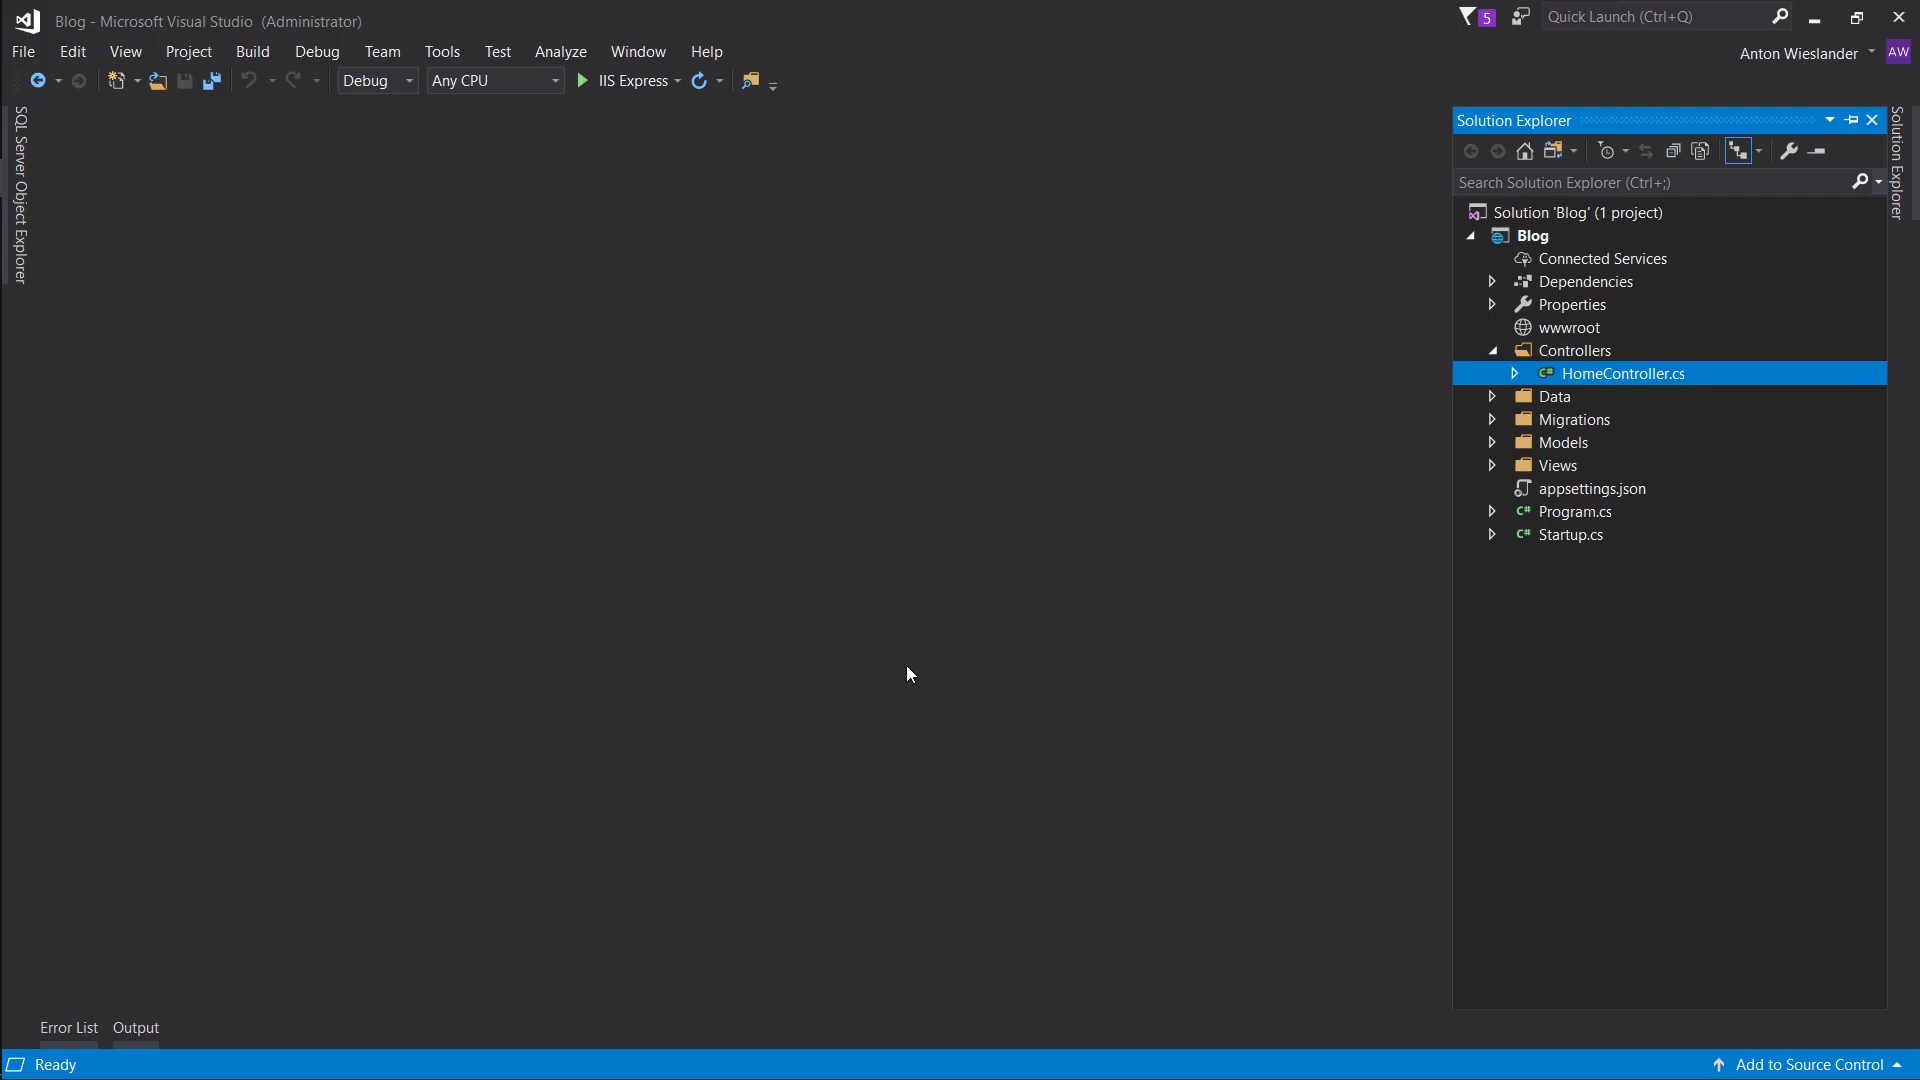 Blog - Microsoft Visual Studio (Administrator)
5
Quick Launch (Ctrl+Q)
File Edit View Project Build Debug Team Tools Test Analyze Window Help
Anton Wieslander AW
Debug Any CPU IIS Express
SQL Server Object Explorer
Solution Explorer
Solution Explorer
Search Solution Explorer (Ctrl+;)
Solution 'Blog' (1 project)
Blog
Connected Services
Dependencies
Properties
wwwroot
Controllers
C# HomeController.cs
Data
Migrations
Models
Views
appsettings.json
C# Program.cs
C# Startup.cs
Error List Output
Ready
Add to Source Control